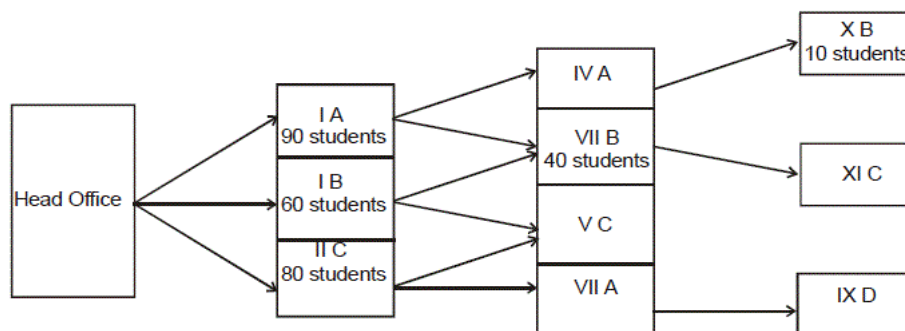 Head Office
I A
90 students
I B
60 students
II C
80 students
IV A
VII B
40 students
V C
VII A
X B
10 students
XI C
IX D